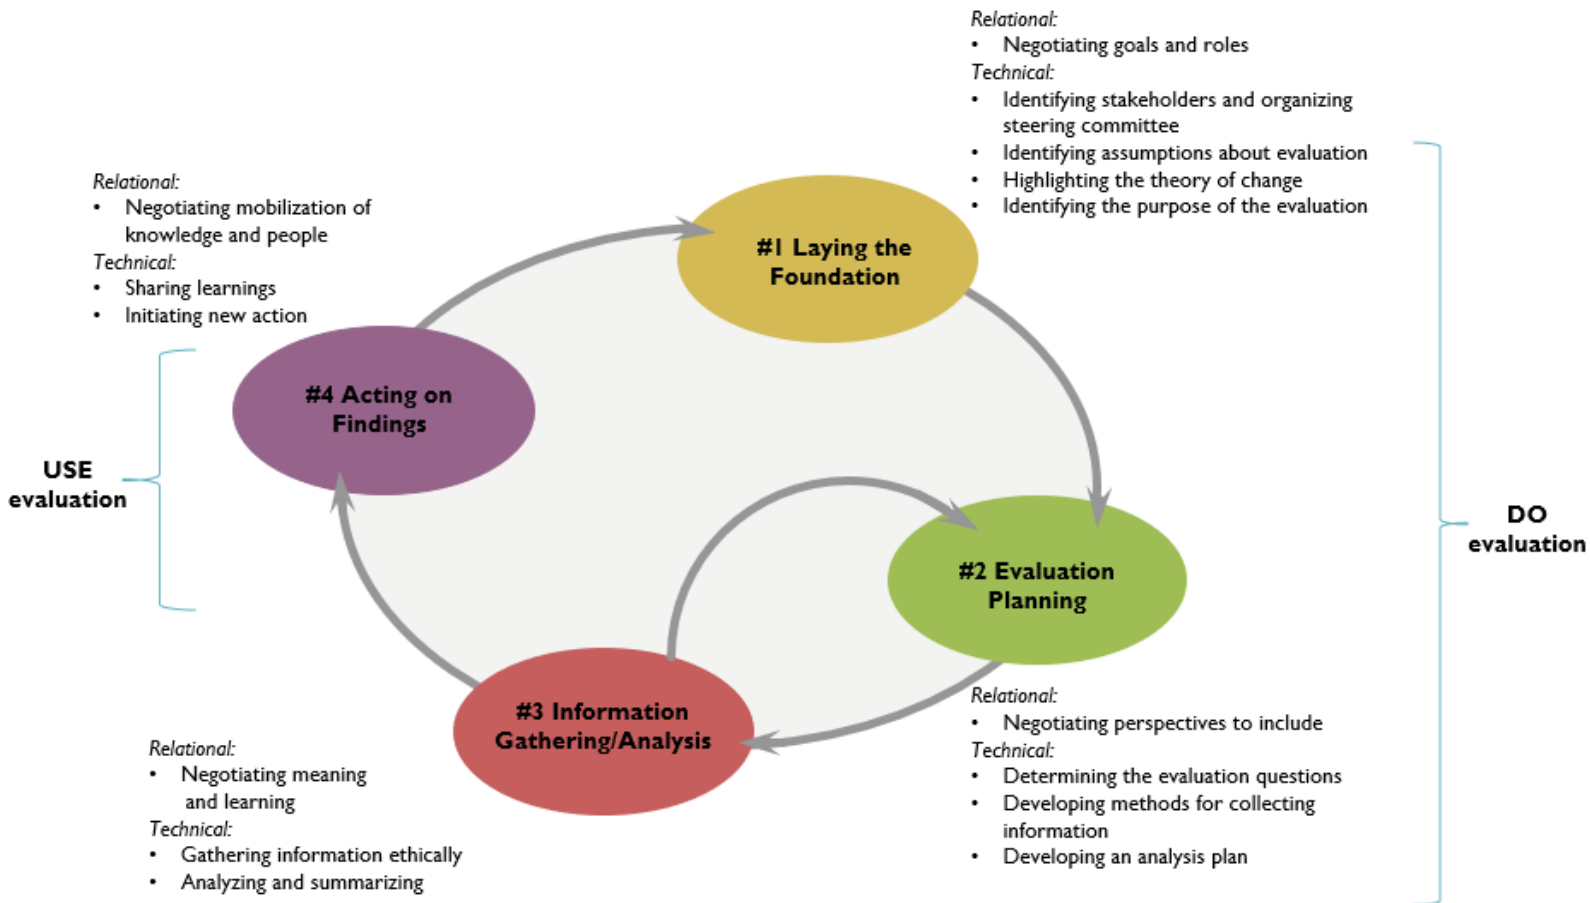 Relational:
• Negotiating goals and roles
Technical:
• Identifying stakeholders and organizing
steering committee
• Identifying assumptions about evaluation
• Highlighting the theory of change
• Identifying the purpose of the evaluation
Relational:
• Negotiating mobilization of
knowledge and people
Technical:
• Sharing learnings
• Initiating new action
#1 Laying the
Foundation
#4 Acting on
Findings
USE
evaluation
DO
evaluation
#2 Evaluation
Planning
#3 Information
Gathering/Analysis
Relational:
• Negotiating perspectives to include
Technical:
• Determining the evaluation questions
• Developing methods for collecting
information
• Developing an analysis plan
Relational:
• Negotiating meaning
and learning
Technical:
• Gathering information ethically
• Analyzing and summarizing